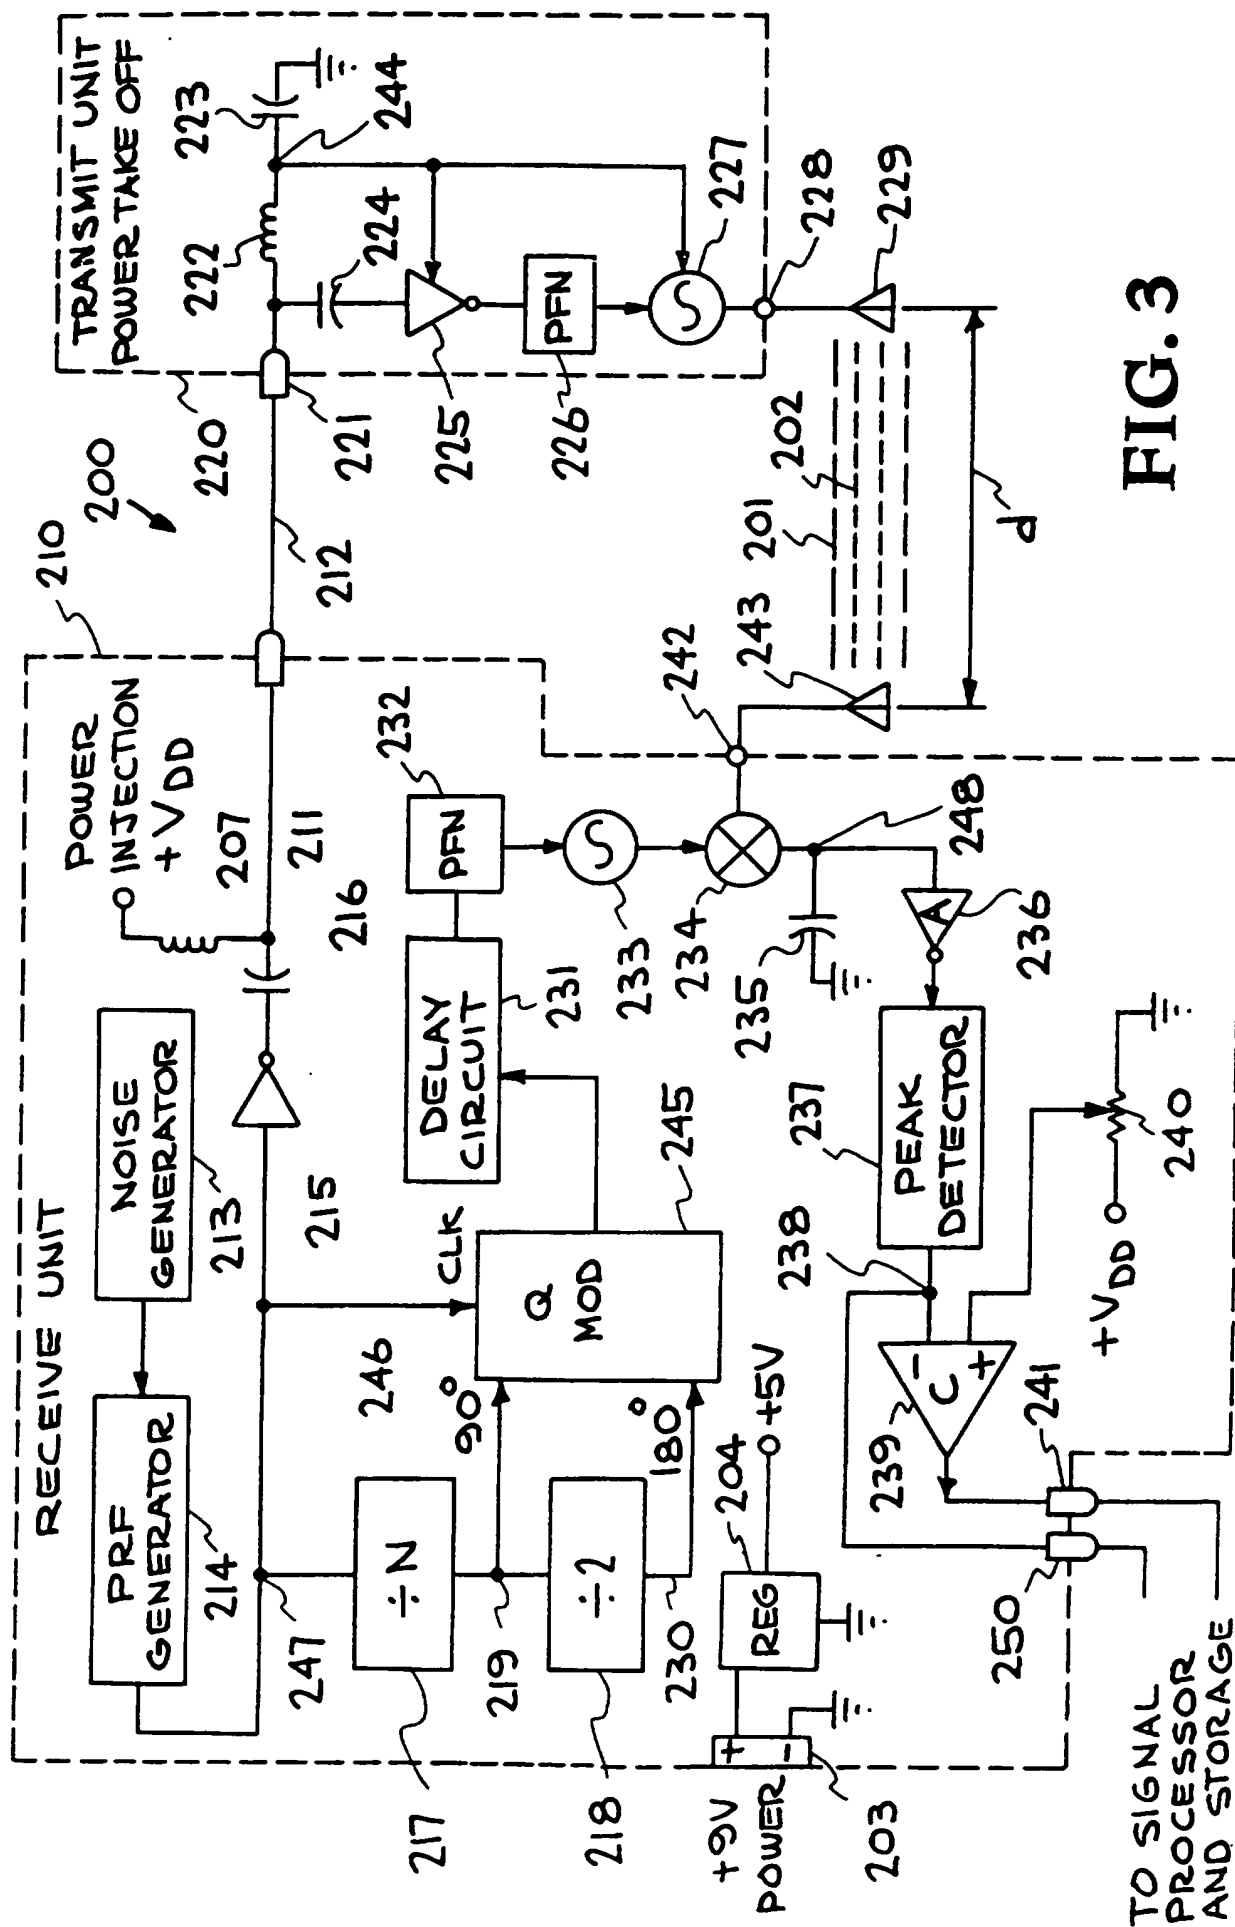 RECEIVE UNIT
PRF
GENERATOR
214
NOISE
GENERATOR
213
POWER
INJECTION
+VDD
210
200
207
211
212
215
216
247
246
220
TRANSMIT UNIT
POWER TAKE OFF
221
222
223
244
224
225
PFN
226
227
228
229
÷N
217
219
÷2
218
230
90°
180°
CLK
Q
MOD
245
DELAY
CIRCUIT
231
PFN
232
233
234
235
242
243
201
202
d
248
A
236
PEAK
DETECTOR
237
238
C
-
+
239
240
+VDD
241
250
+9V
POWER
203
+
-
REG
204
+5V
TO SIGNAL
PROCESSOR
AND STORAGE
FIG. 3